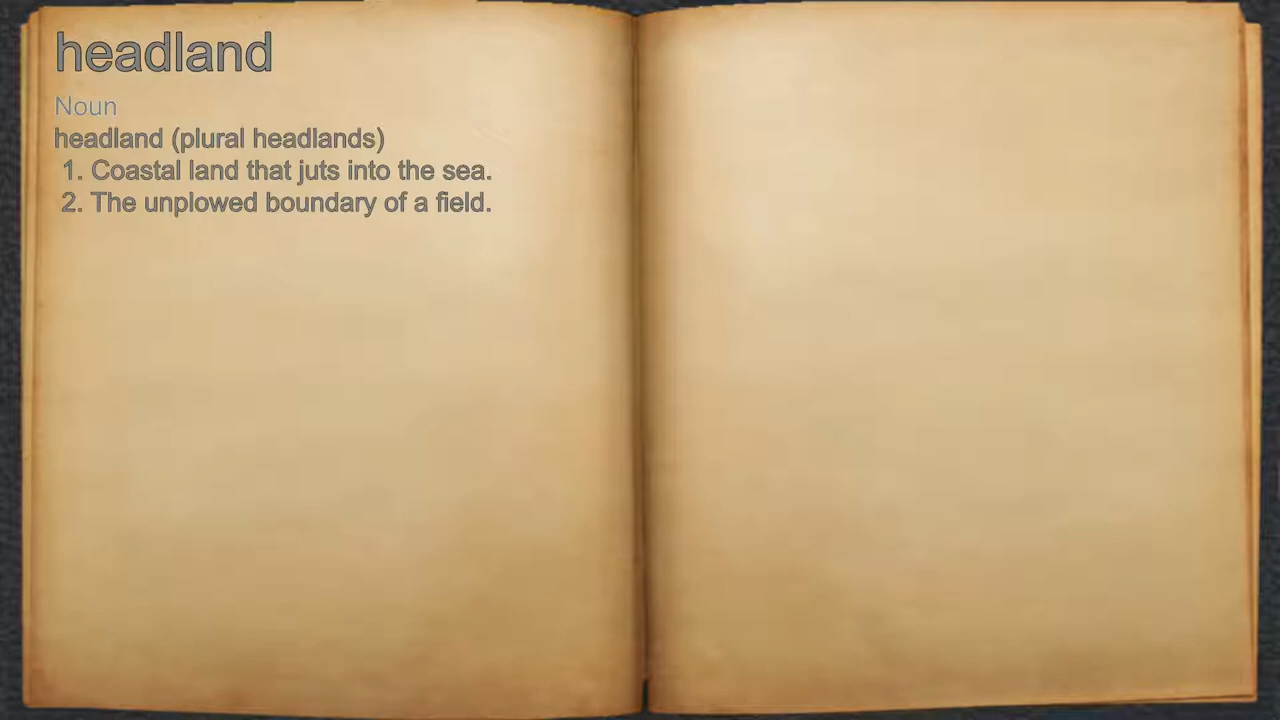 headland
Noun
headland (plural headlands)
1. Coastal land that juts into the sea.
2. The unplowed boundary of a field.